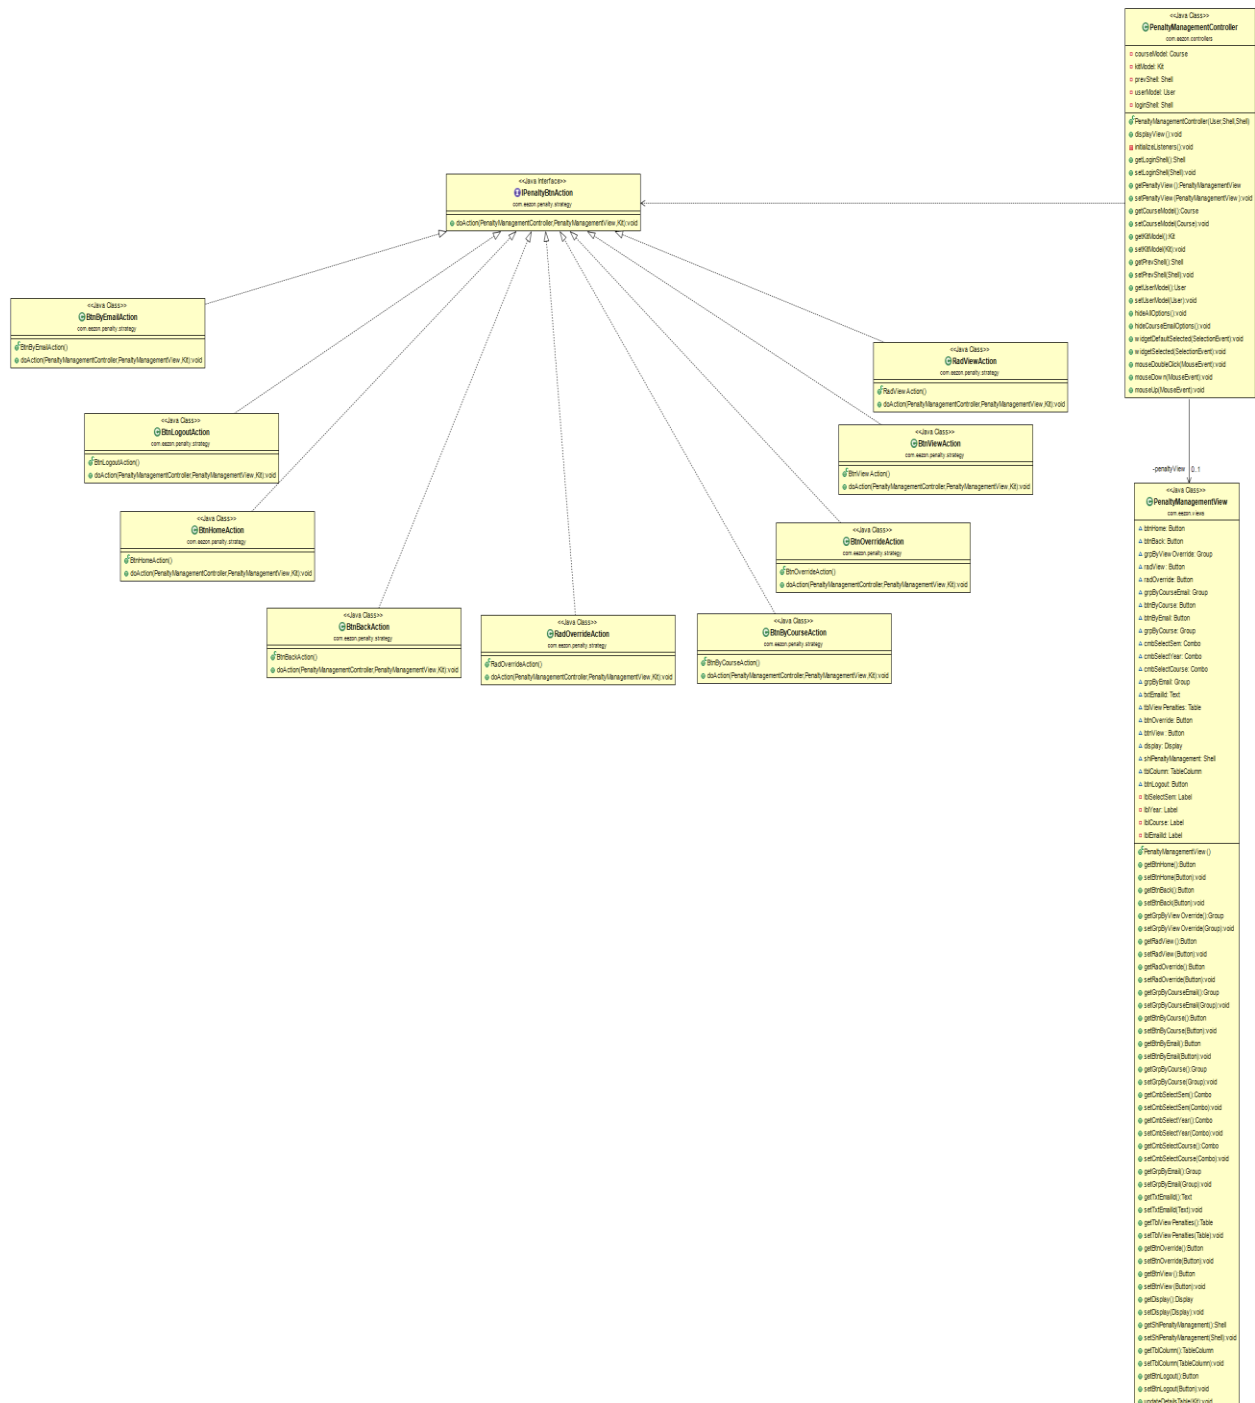 <<Java Class>>
PenaltyManagementController
com.eezon.controllers
courseModel: Course
kitModel: Kit
prevShell: Shell
userModel: User
loginShell: Shell
PenaltyManagementController(User,Shell,Shell)
displayView():void
initializeListeners():void
getLoginShell():Shell
setLoginShell(Shell):void
getPenaltyView():PenaltyManagementView
setPenaltyView(PenaltyManagementView):void
getCourseModel():Course
setCourseModel(Course):void
getKitModel():Kit
setKitModel(Kit):void
getPrevShell():Shell
setPrevShell(Shell):void
getUserModel():User
setUserModel(User):void
hideAllOptions():void
hideCourseEmailOptions():void
widgetDefaultSelected(SelectionEvent):void
widgetSelected(SelectionEvent):void
mouseDoubleClick(MouseEvent):void
mouseDown(MouseEvent):void
mouseUp(MouseEvent):void
<<Java Interface>>
IPenaltyBtnAction
com.eezon.penalty.strategy
doAction(PenaltyManagementController,PenaltyManagementView,Kit):void
<<Java Class>>
BtnByEmailAction
com.eezon.penalty.strategy
BtnByEmailAction()
doAction(PenaltyManagementController,PenaltyManagementView,Kit):void
<<Java Class>>
RadViewAction
com.eezon.penalty.strategy
RadViewAction()
doAction(PenaltyManagementController,PenaltyManagementView,Kit):void
<<Java Class>>
BtnLogoutAction
com.eezon.penalty.strategy
BtnLogoutAction()
doAction(PenaltyManagementController,PenaltyManagementView,Kit):void
<<Java Class>>
BtnViewAction
com.eezon.penalty.strategy
BtnViewAction()
doAction(PenaltyManagementController,PenaltyManagementView,Kit):void
<<Java Class>>
BtnHomeAction
com.eezon.penalty.strategy
BtnHomeAction()
doAction(PenaltyManagementController,PenaltyManagementView,Kit):void
<<Java Class>>
BtnOverrideAction
com.eezon.penalty.strategy
BtnOverrideAction()
doAction(PenaltyManagementController,PenaltyManagementView,Kit):void
<<Java Class>>
BtnBackAction
com.eezon.penalty.strategy
BtnBackAction()
doAction(PenaltyManagementController,PenaltyManagementView,Kit):void
<<Java Class>>
RadOverrideAction
com.eezon.penalty.strategy
RadOverrideAction()
doAction(PenaltyManagementController,PenaltyManagementView,Kit):void
<<Java Class>>
BtnByCourseAction
com.eezon.penalty.strategy
BtnByCourseAction()
doAction(PenaltyManagementController,PenaltyManagementView,Kit):void
-penaltyView 0..1
<<Java Class>>
PenaltyManagementView
com.eezon.views
btnHome: Button
btnBack: Button
grpByViewOverride: Group
radView: Button
radOverride: Button
grpByCourseEmail: Group
btnByCourse: Button
btnByEmail: Button
grpByCourse: Group
cmbSelectSem: Combo
cmbSelectYear: Combo
cmbSelectCourse: Combo
grpByEmail: Group
txtEmailId: Text
tblViewPenalties: Table
btnOverride: Button
btnView: Button
display: Display
shlPenaltyManagement: Shell
tblColumn: TableColumn
btnLogout: Button
lblSelectSem: Label
lblYear: Label
lblCourse: Label
lblEmailId: Label
PenaltyManagementView()
getBtnHome():Button
setBtnHome(Button):void
getBtnBack():Button
setBtnBack(Button):void
getGrpByViewOverride():Group
setGrpByViewOverride(Group):void
getRadView():Button
setRadView(Button):void
getRadOverride():Button
setRadOverride(Button):void
getGrpByCourseEmail():Group
setGrpByCourseEmail(Group):void
getBtnByCourse():Button
setBtnByCourse(Button):void
getBtnByEmail():Button
setBtnByEmail(Button):void
getGrpByCourse():Group
setGrpByCourse(Group):void
getCmbSelectSem():Combo
setCmbSelectSem(Combo):void
getCmbSelectYear():Combo
setCmbSelectYear(Combo):void
getCmbSelectCourse():Combo
setCmbSelectCourse(Combo):void
getGrpByEmail():Group
setGrpByEmail(Group):void
getTxtEmailId():Text
setTxtEmailId(Text):void
getTblViewPenalties():Table
setTblViewPenalties(Table):void
getBtnOverride():Button
setBtnOverride(Button):void
getBtnView():Button
setBtnView(Button):void
getDisplay():Display
setDisplay(Display):void
getShlPenaltyManagement():Shell
setShlPenaltyManagement(Shell):void
getTblColumn():TableColumn
setTblColumn(TableColumn):void
getBtnLogout():Button
setBtnLogout(Button):void
updateDetailsTable(Kit):void